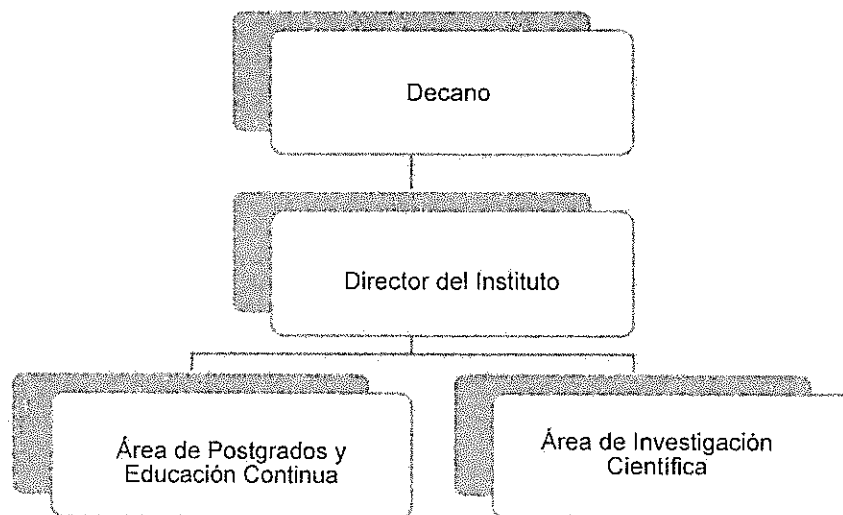 Decano
Director del Instituto
Área de Postgrados y
Educación Continua
Área de Investigación
Científica